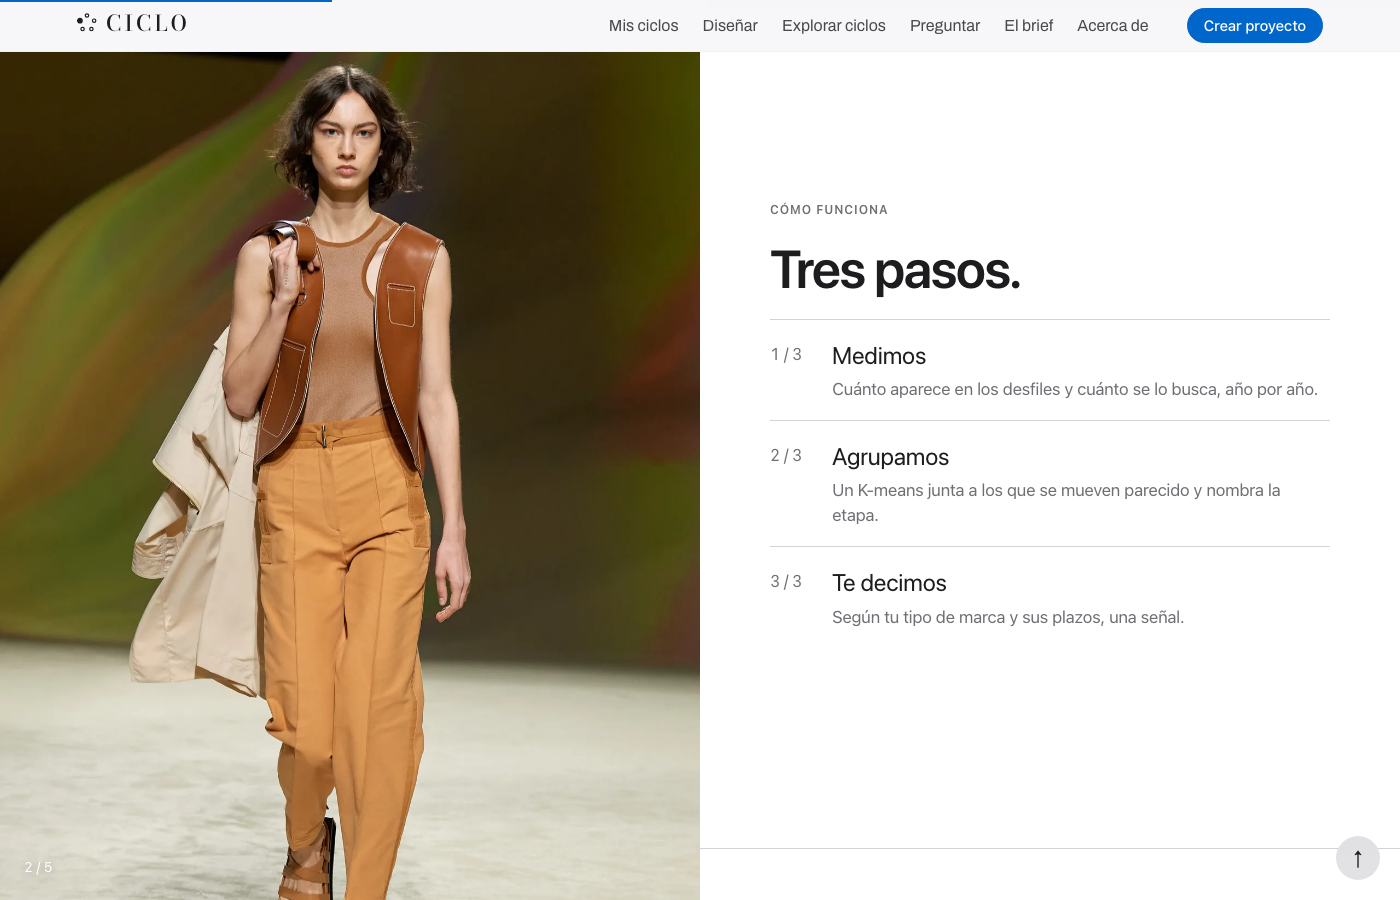 CICLO
Mis ciclos
Diseñar
Explorar ciclos
Preguntar
El brief
Acerca de
Crear proyecto
CÓMO FUNCIONA
Tres pasos.
1 / 3
Medimos
Cuánto aparece en los desfiles y cuánto se lo busca, año por año.
2 / 3
Agrupamos
Un K-means junta a los que se mueven parecido y nombra la
etapa.
3 / 3
Te decimos
Según tu tipo de marca y sus plazos, una señal.
2 / 5
↑